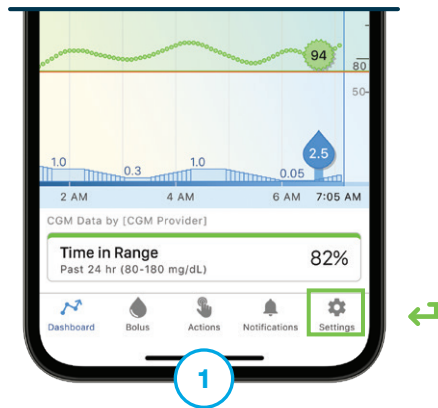 94
80
50-
2.5
1.0
0.3
1.0
0.05
2 AM
4 AM
6 AM
7:05 AM
CGM Data by [CGM Provider]
Time in Range
82%
Past 24 hr (80-180 mg/dL)
Dashboard
Bolus
Actions
Notifications
Settings
1